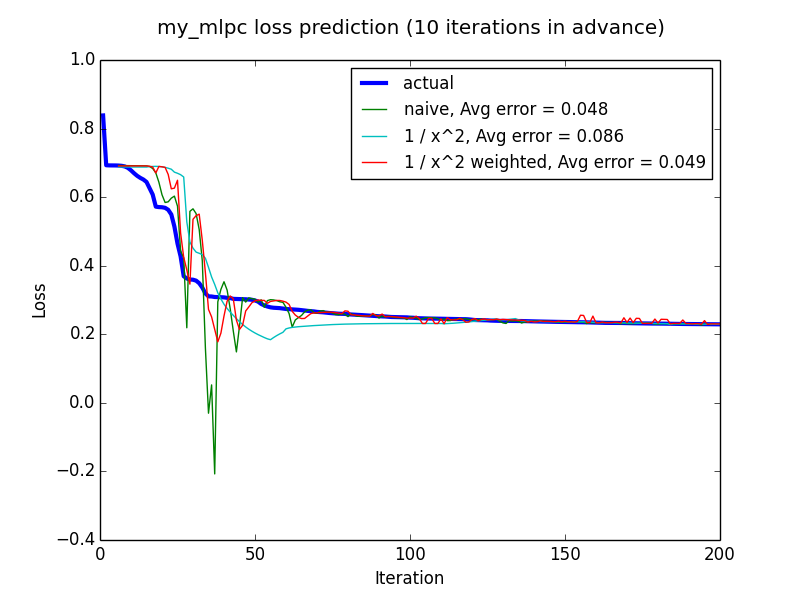 my_mlpc loss prediction (10 iterations in advance)
1.0
0.8
0.6
0.4
0.2
0.0
−0.2
−0.4
Loss
actual
naive, Avg error = 0.048
1 / x^2, Avg error = 0.086
1 / x^2 weighted, Avg error = 0.049
0 50 100 150 200
Iteration